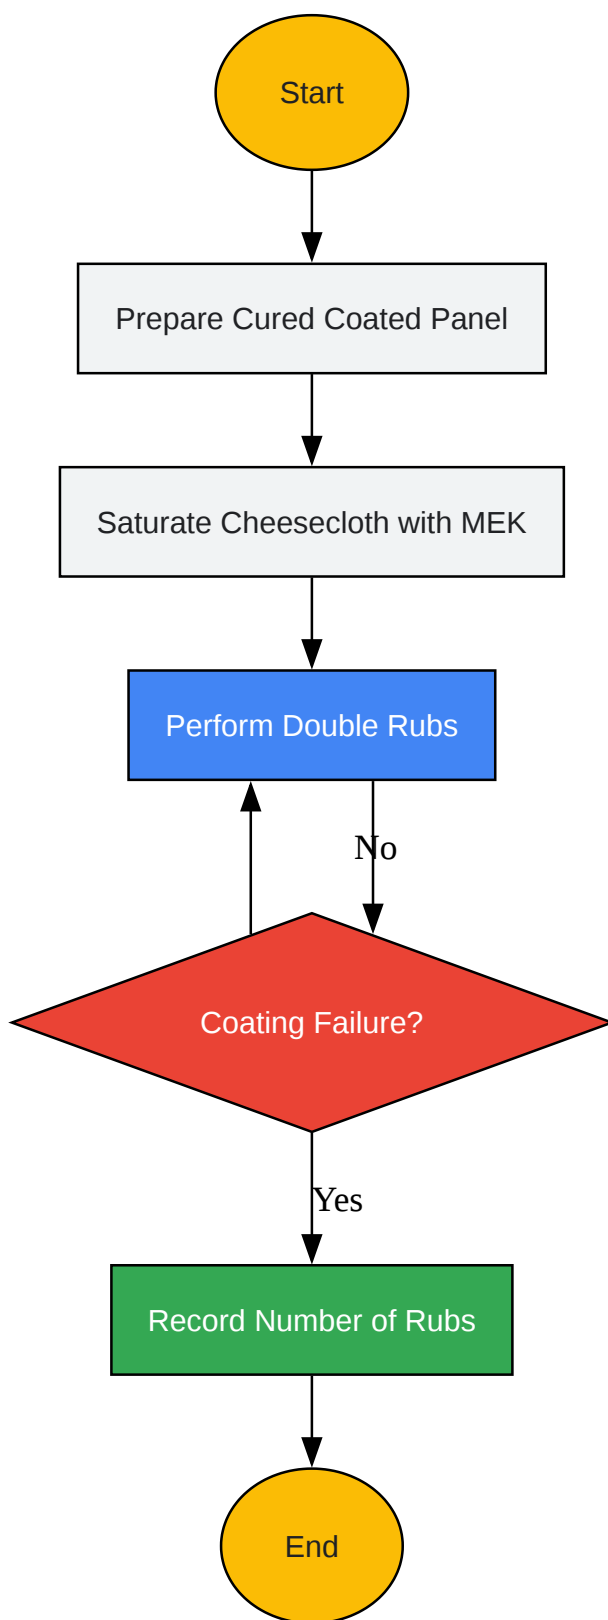 Start
Prepare Cured Coated Panel
Saturate Cheesecloth with MEK
Perform Double Rubs
No
Coating Failure?
Yes
Record Number of Rubs
End